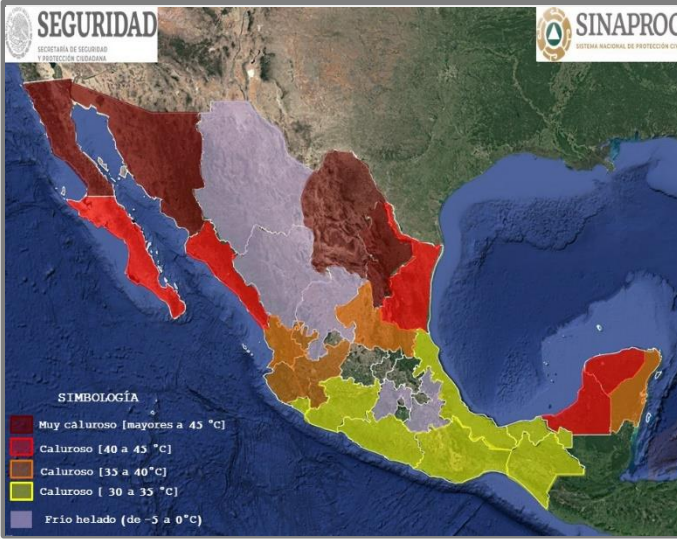 SEGURIDAD
SECRETARÍA DE SEGURIDAD
Y PROTECCIÓN CIUDADANA
SINAPROC
SISTEMA NACIONAL DE PROTECCIÓN CIV
SIMBOLOGÍA
Muy caluroso [mayores a 45 °C]
Caluroso [40 a 45 °C]
Caluroso [35 a 40°C]
Caluroso [ 30 a 35 °C]
Frío helado (de -5 a 0°C)